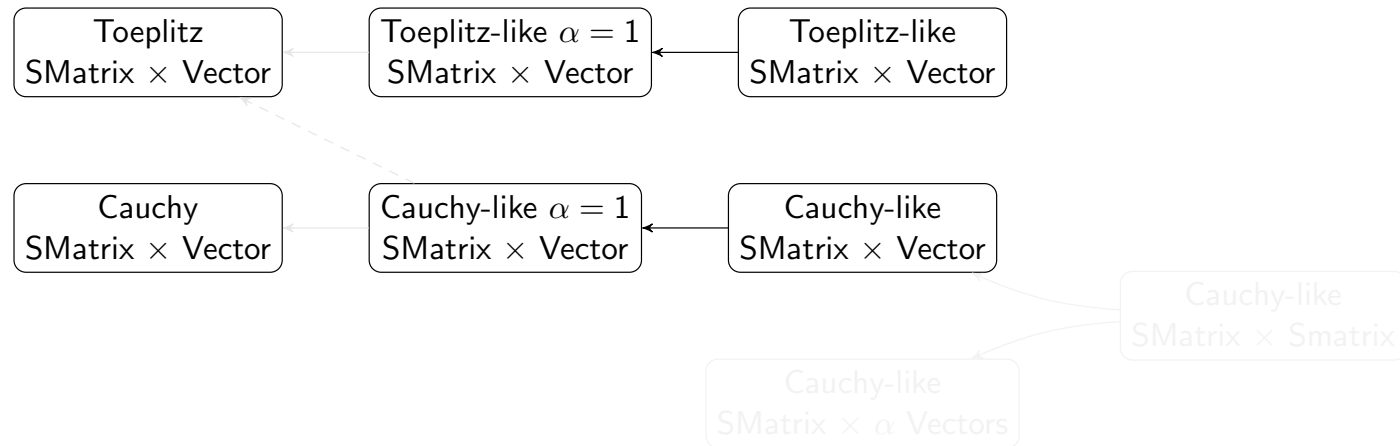 Toeplitz
SMatrix × Vector
Toeplitz-like α = 1
SMatrix × Vector
Toeplitz-like
SMatrix × Vector
Cauchy
SMatrix × Vector
Cauchy-like α = 1
SMatrix × Vector
Cauchy-like
SMatrix × Vector
Cauchy-like
SMatrix × Smatrix
Cauchy-like
SMatrix × α Vectors